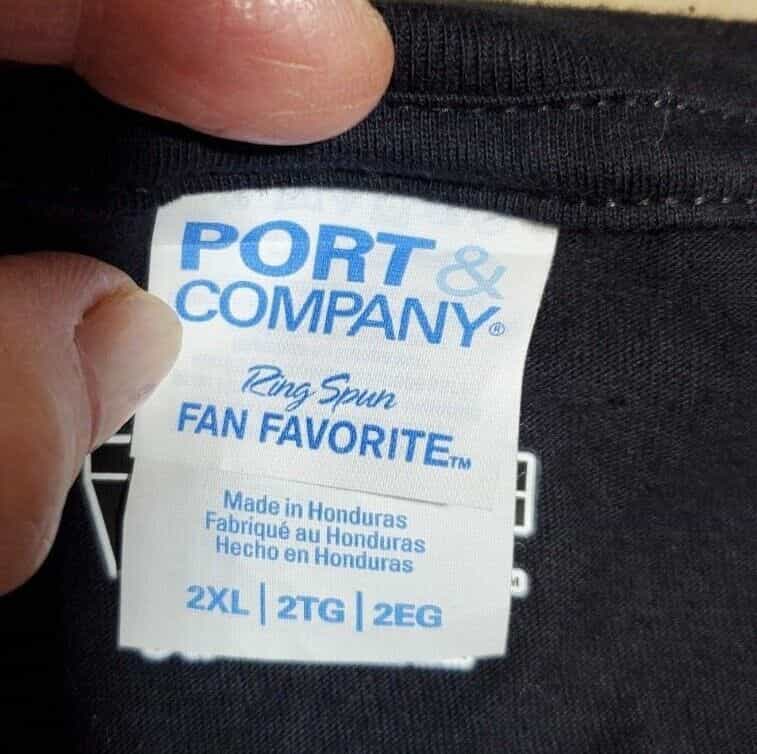 PORT &
COMPANY®
Ring Spun
FAN FAVORITE™
Made in Honduras
Fabriqué au Honduras
Hecho en Honduras
2XL | 2TG | 2EG